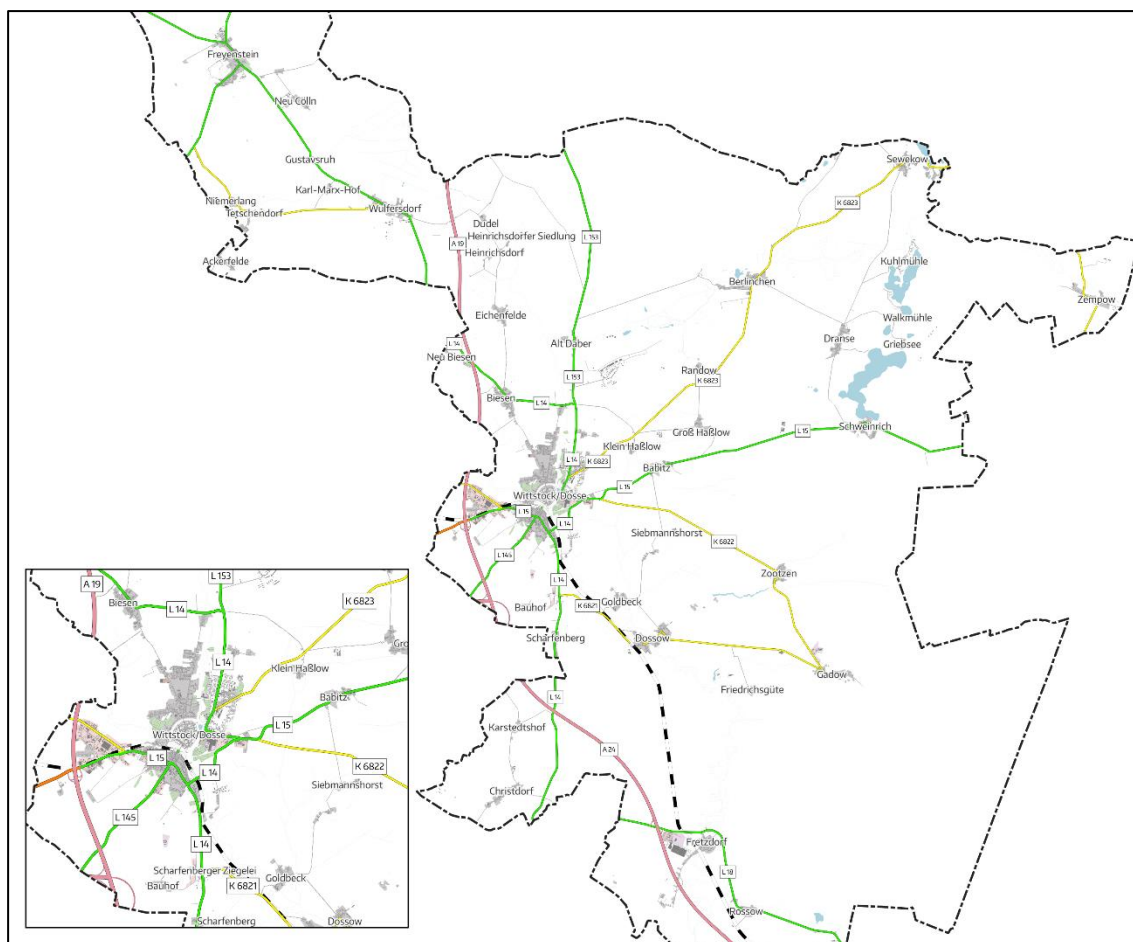 Freyenstein
Neu Cölln
Gustavsruh
Karl-Marx-Hof
Niemerlang
Tetschendorf
Wulfersdorf
Ackerfelde
A 19
Düdel
Heinrichsdorfer Siedlung
Heinrichsdorf
L 153
Sewekow
K 6823
Kuhlmühle
Berlinchen
Zempow
Eichenfelde
Walkmühle
L 14
Neu Biesen
Alt Daber
Dranse
Griebsee
Randow
L 153
K 6823
Biesen
L 14
Groß Haßlow
Schweinrich
L 15
Klein Haßlow
L 14
K 6823
Babitz
L 15
Wittstock/Dosse
L 15
L 14
Siebmannshorst
K 6822
L 145
Zootzen
L 14
Bauhof
K 6821
Goldbeck
Scharfenberg
Dossow
Gadow
Friedrichsgüte
L 14
Karstedtshof
A 24
Christdorf
Fretzdorf
L 18
Rossow
L 153
A 19
Biesen
L 14
K 6823
Gro
L 14
Klein Haßlow
Babitz
L 15
Wittstock/Dosse
L 15
L 14
K 6822
Siebmannshorst
L 145
L 14
Scharfenberger Ziegelei
Bauhof
K 6821
Goldbeck
Scharfenberg
Dossow